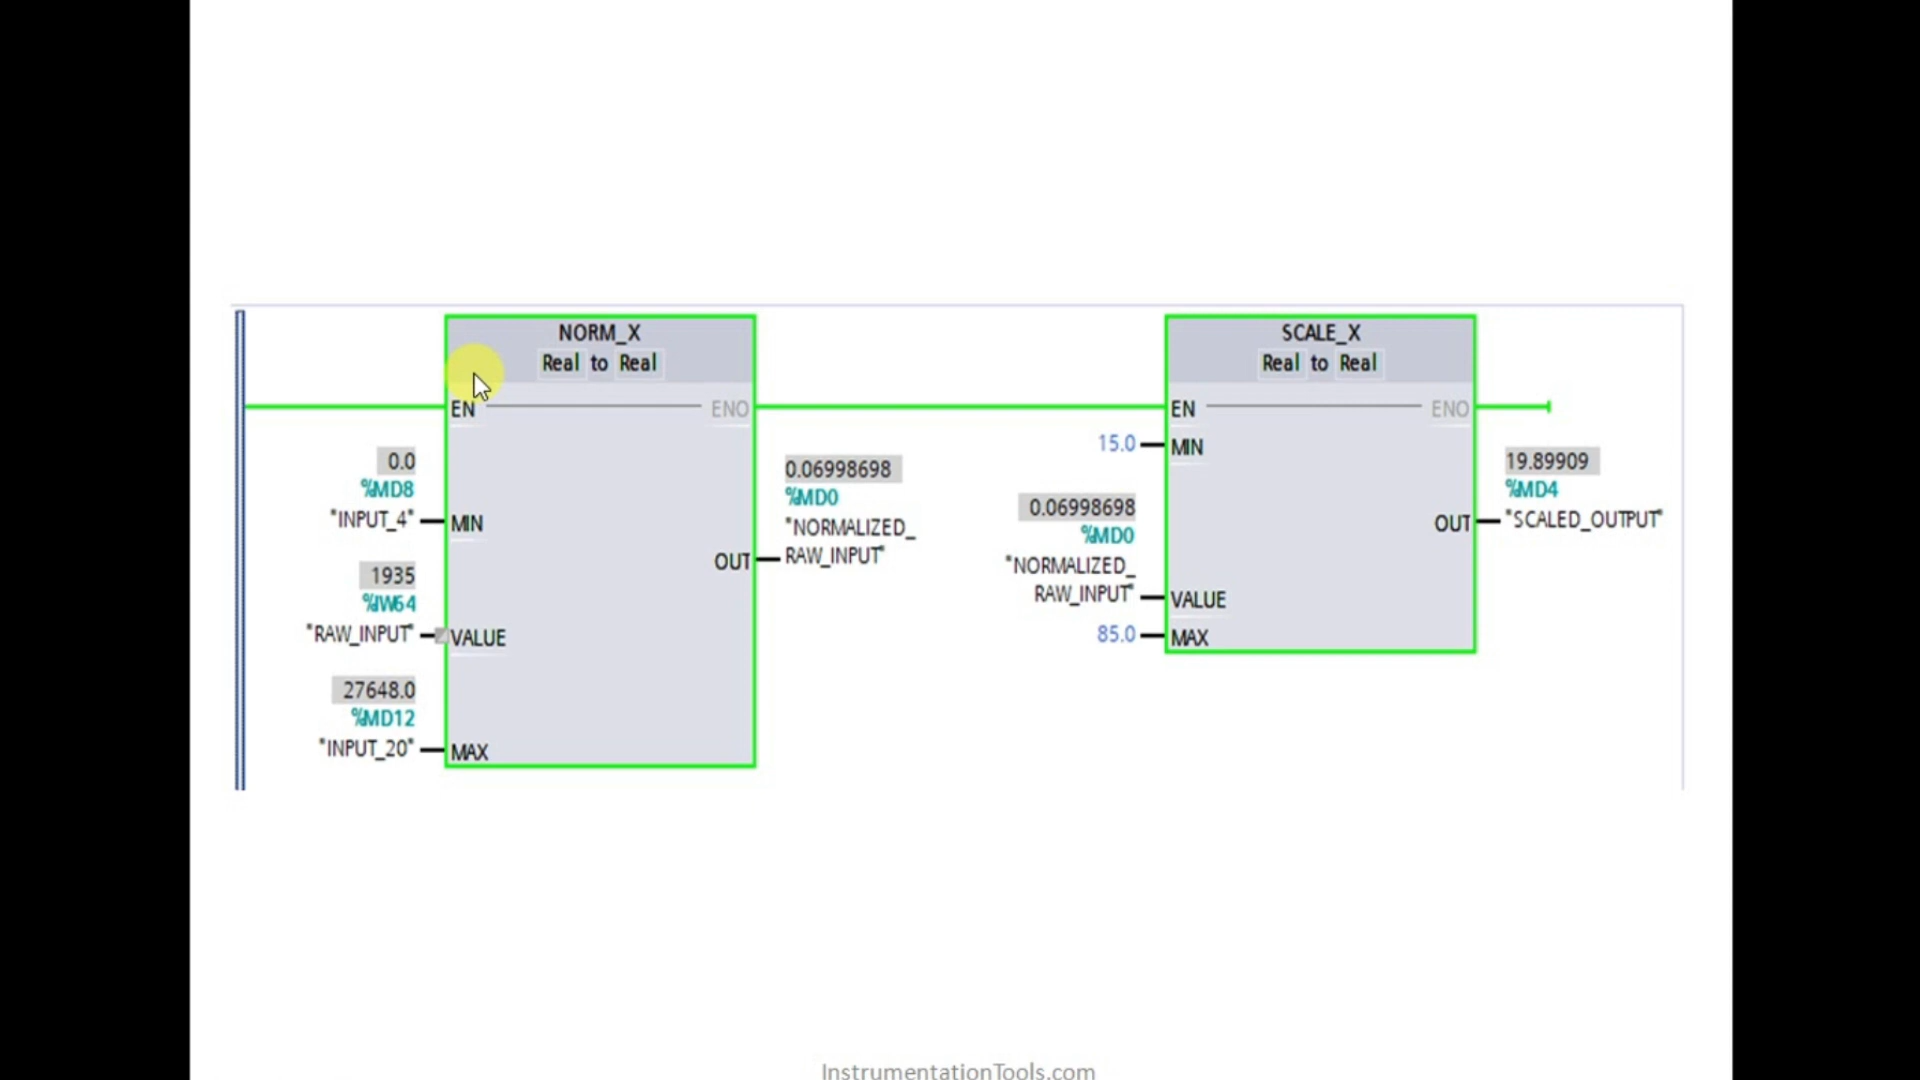 NORM_X
Real to Real
EN
ENO
0.0
%MD8
"INPUT_4"
MIN
1935
%IW64
"RAW_INPUT"
VALUE
27648.0
%MD12
"INPUT_20"
MAX
0.06998698
%MD0
"NORMALIZED_
RAW_INPUT"
OUT
SCALE_X
Real to Real
EN
ENO
15.0
MIN
0.06998698
%MD0
"NORMALIZED_
RAW_INPUT"
VALUE
85.0
MAX
19.89909
%MD4
"SCALED_OUTPUT"
OUT
InstrumentationTools.com